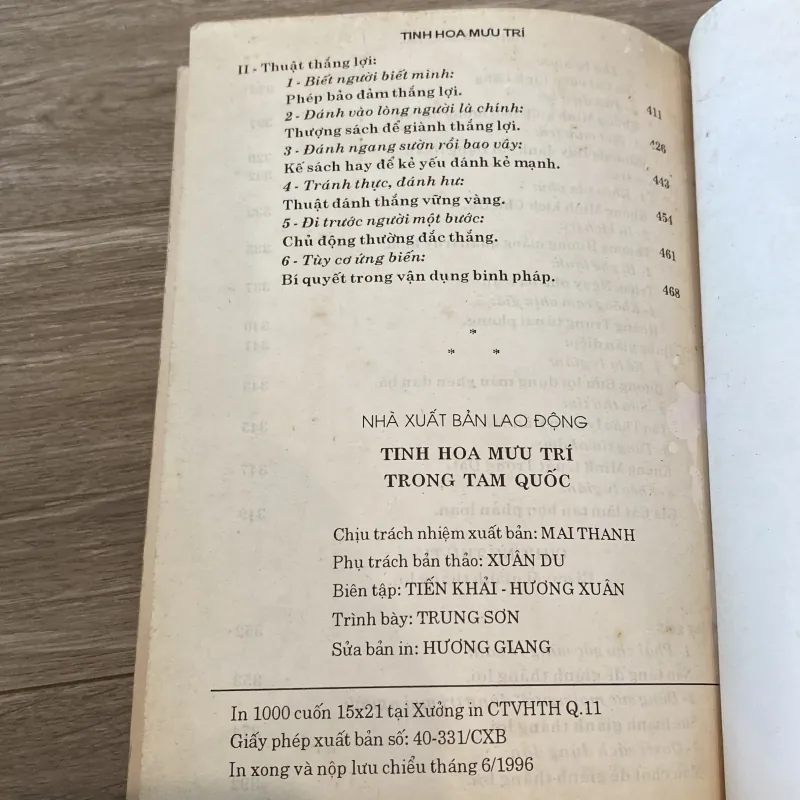 TINH HOA MƯU TRÍ
II - Thuật thắng lợi:
1 - Biết người biết mình:
Phép bảo đảm thắng lợi.
411
2 - Đánh vào lòng người là chính:
Thượng sách để giành thắng lợi.
426
3 - Đánh ngang sườn rồi bao vây:
Kế sách hay để kẻ yếu đánh kẻ mạnh.
443
4 - Tránh thực, đánh hư:
Thuật đánh thắng vững vàng.
454
5 - Đi trước người một bước:
Chủ động thường đắc thắng.
461
6 - Tùy cơ ứng biến:
Bí quyết trong vận dụng binh pháp.
468
*
* *
NHÀ XUẤT BẢN LAO ĐỘNG
TINH HOA MƯU TRÍ
TRONG TAM QUỐC
Chịu trách nhiệm xuất bản: MAI THANH
Phụ trách bản thảo: XUÂN DU
Biên tập: TIẾN KHẢI - HƯƠNG XUÂN
Trình bày: TRUNG SƠN
Sửa bản in: HƯƠNG GIANG
In 1000 cuốn 15x21 tại Xưởng in CTVHTH Q.11
Giấy phép xuất bản số: 40-331/CXB
In xong và nộp lưu chiểu tháng 6/1996